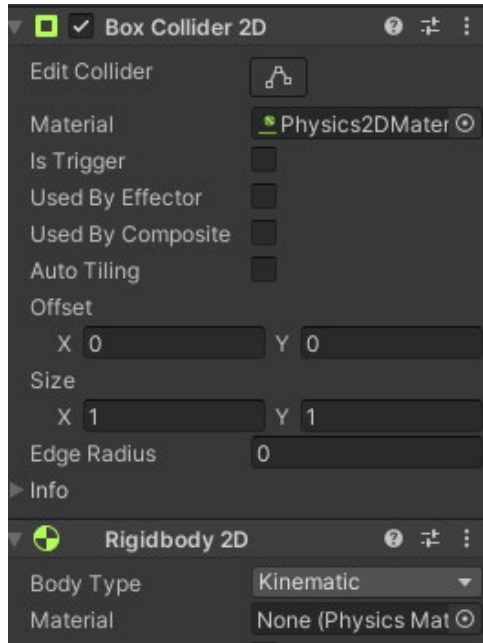 Box Collider 2D
Edit Collider
Material Physics2DMater
Is Trigger
Used By Effector
Used By Composite
Auto Tiling
Offset
X 0 Y 0
Size
X 1 Y 1
Edge Radius 0
Info
Rigidbody 2D
Body Type Kinematic
Material None (Physics Mat